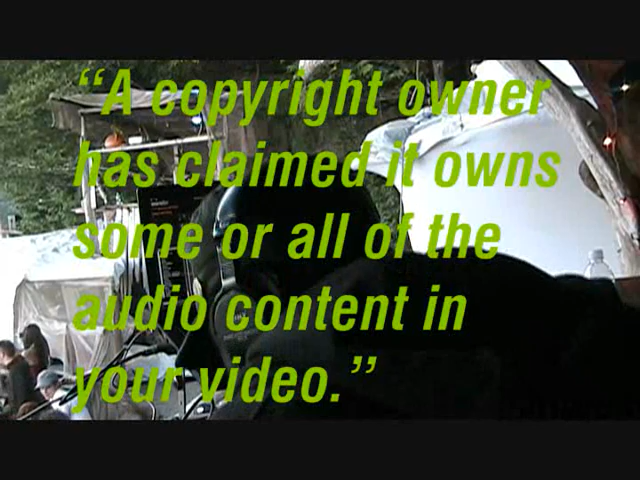 “A copyright owner
has claimed it owns
some or all of the
audio content in
your video.”